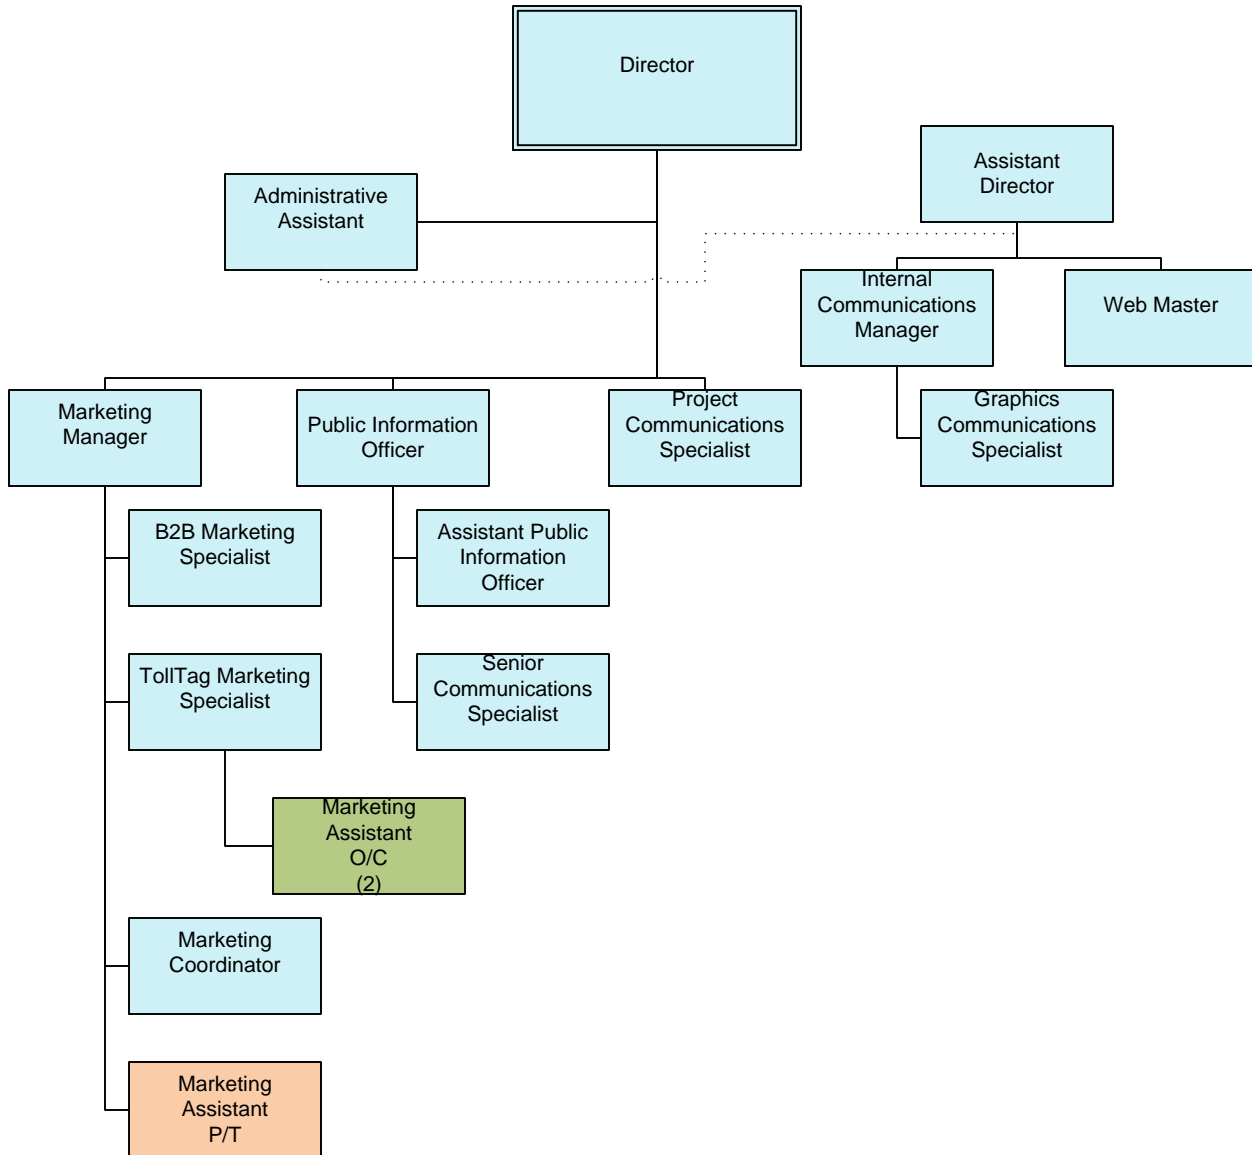 Director
Assistant
Director
Administrative
Assistant
Internal
Communications
Manager
Web Master
Marketing
Manager
Public Information
Officer
Project
Communications
Specialist
Graphics
Communications
Specialist
B2B Marketing
Specialist
Assistant Public
Information
Officer
TollTag Marketing
Specialist
Senior
Communications
Specialist
Marketing
Assistant
O/C
(2)
Marketing
Coordinator
Marketing
Assistant
P/T